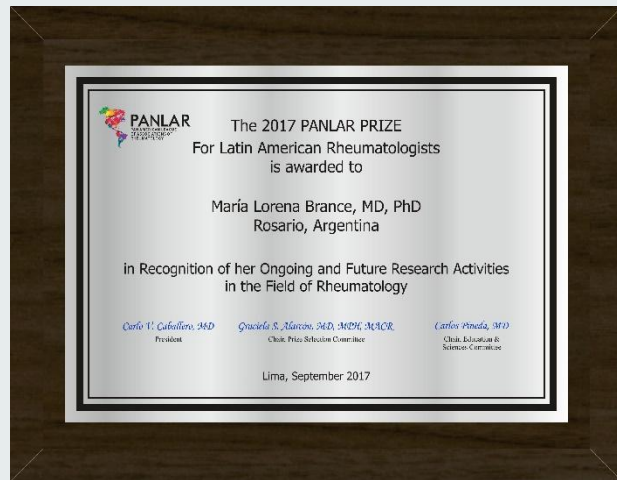 PANLAR
The 2017 PANLAR PRIZE
For Latin American Rheumatologists
is awarded to
María Lorena Brance, MD, PhD
Rosario, Argentina
in Recognition of her Ongoing and Future Research Activities
in the Field of Rheumatology
Carlo V. Caballero, MD
President
Graciela S. Alarcón, MD, MPH, MACR
Chair, Prize Selection Committee
Carlos Pineda, MD
Chair, Education &
Sciences Committee
Lima, September 2017